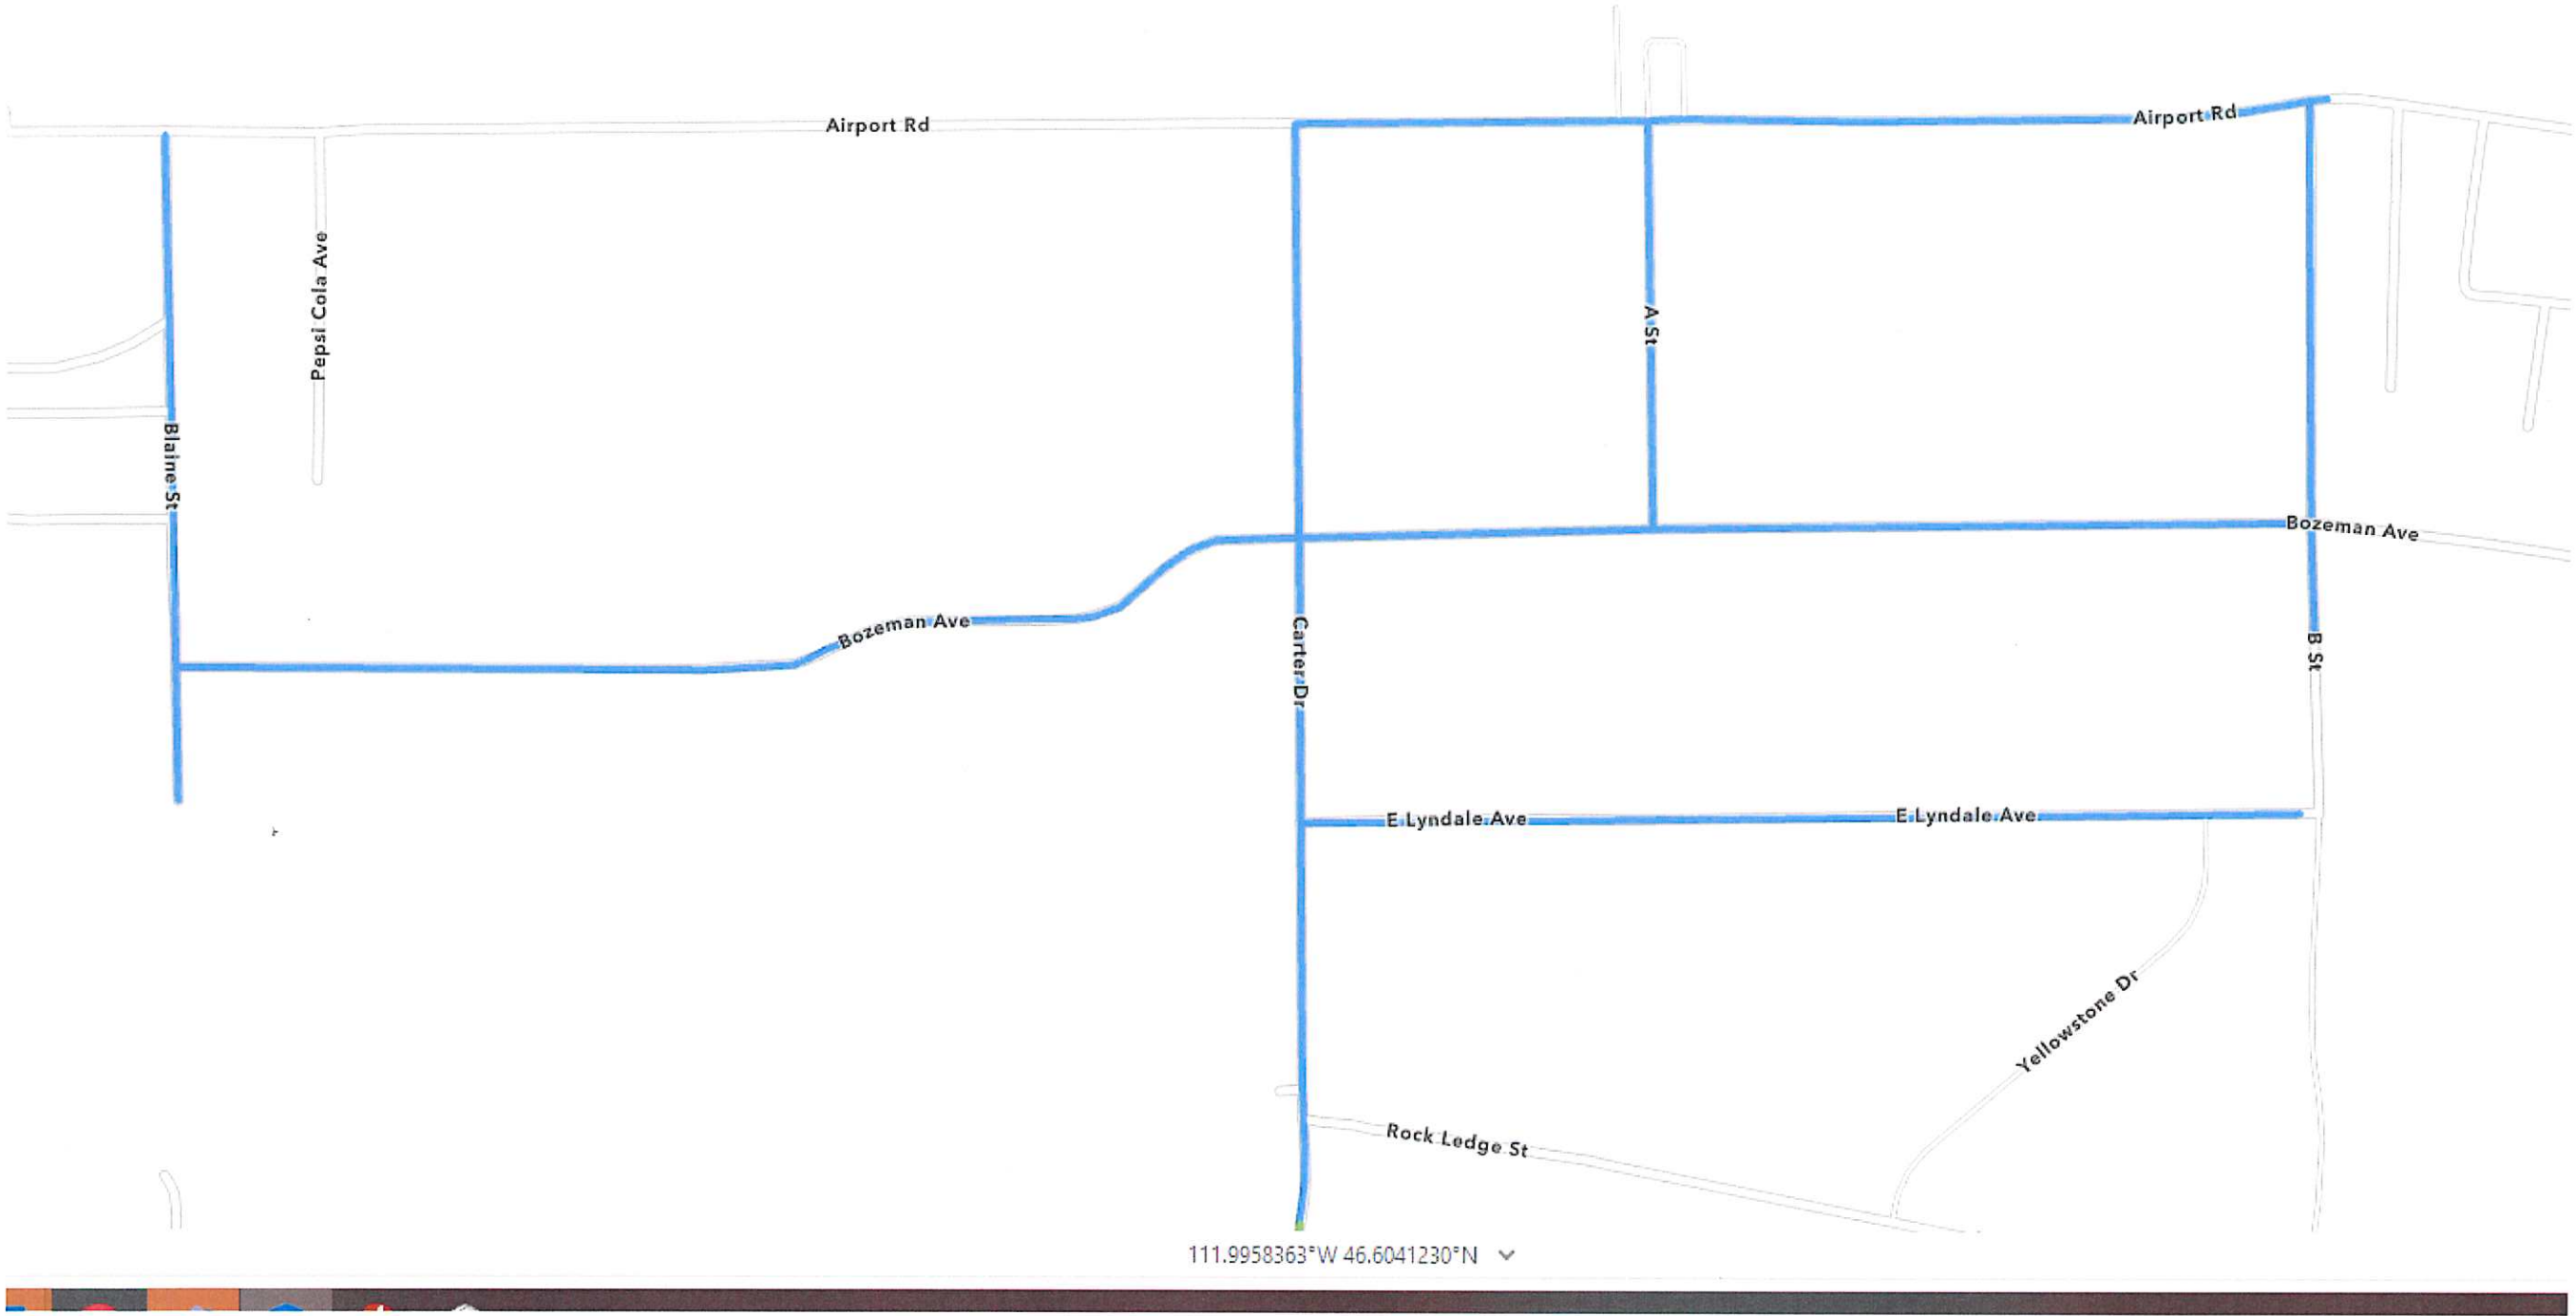 Airport Rd
Airport Rd
Pepsi Cola Ave
A St
Blaine St
Bozeman Ave
Bozeman Ave
Carter Dr
B St
E Lyndale Ave
E Lyndale Ave
Yellowstone Dr
Rock Ledge St
111.9958363°W 46.6041230°N